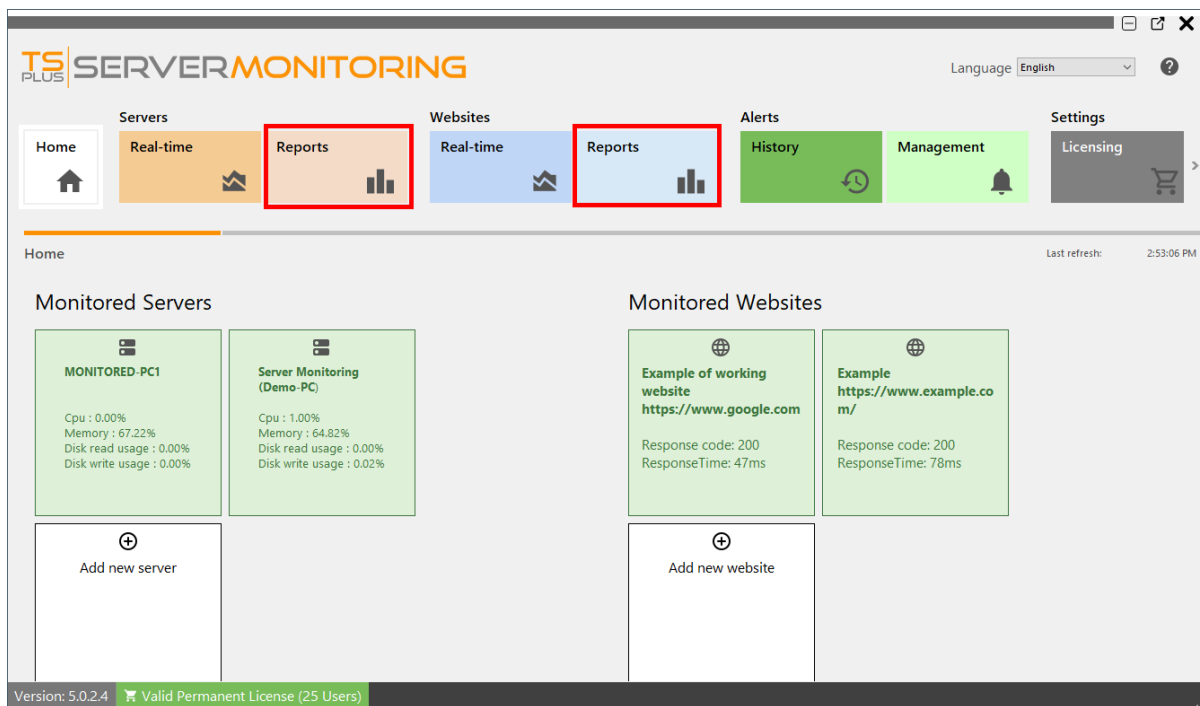 TS PLUS SERVER MONITORING
Language English
Servers
Websites
Alerts
Settings
Home
Real-time
Reports
Real-time
Reports
History
Management
Licensing
Home
Last refresh: 2:53:06 PM
Monitored Servers
MONITORED-PC1
Cpu : 0.00%
Memory : 67.22%
Disk read usage : 0.00%
Disk write usage : 0.00%
Server Monitoring
(Demo-PC)
Cpu : 1.00%
Memory : 64.82%
Disk read usage : 0.00%
Disk write usage : 0.02%
Add new server
Monitored Websites
Example of working
website
https://www.google.com
Response code: 200
ResponseTime: 47ms
Example
https://www.example.co
m/
Response code: 200
ResponseTime: 78ms
Add new website
Version: 5.0.2.4
Valid Permanent License (25 Users)